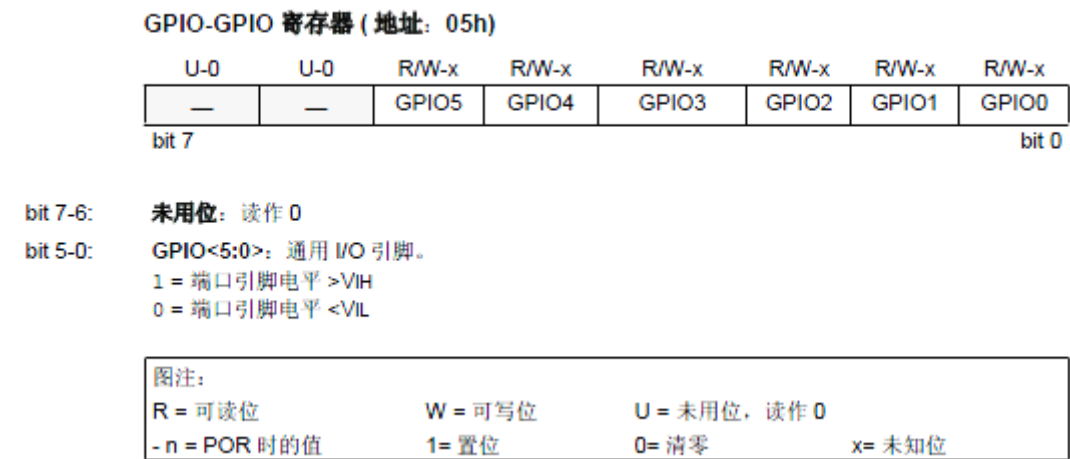 GPIO-GPIO 寄存器 ( 地址：05h)
U-0 U-0 R/W-x R/W-x R/W-x R/W-x R/W-x R/W-x
— — GPIO5 GPIO4 GPIO3 GPIO2 GPIO1 GPIO0
bit 7 bit 0
bit 7-6: 未用位：读作 0
bit 5-0: GPIO<5:0>：通用 I/O 引脚。
1 = 端口引脚电平 >VIH
0 = 端口引脚电平 <VIL
图注：
R = 可读位 W = 可写位 U = 未用位，读作 0
- n = POR 时的值 1= 置位 0= 清零 x= 未知位